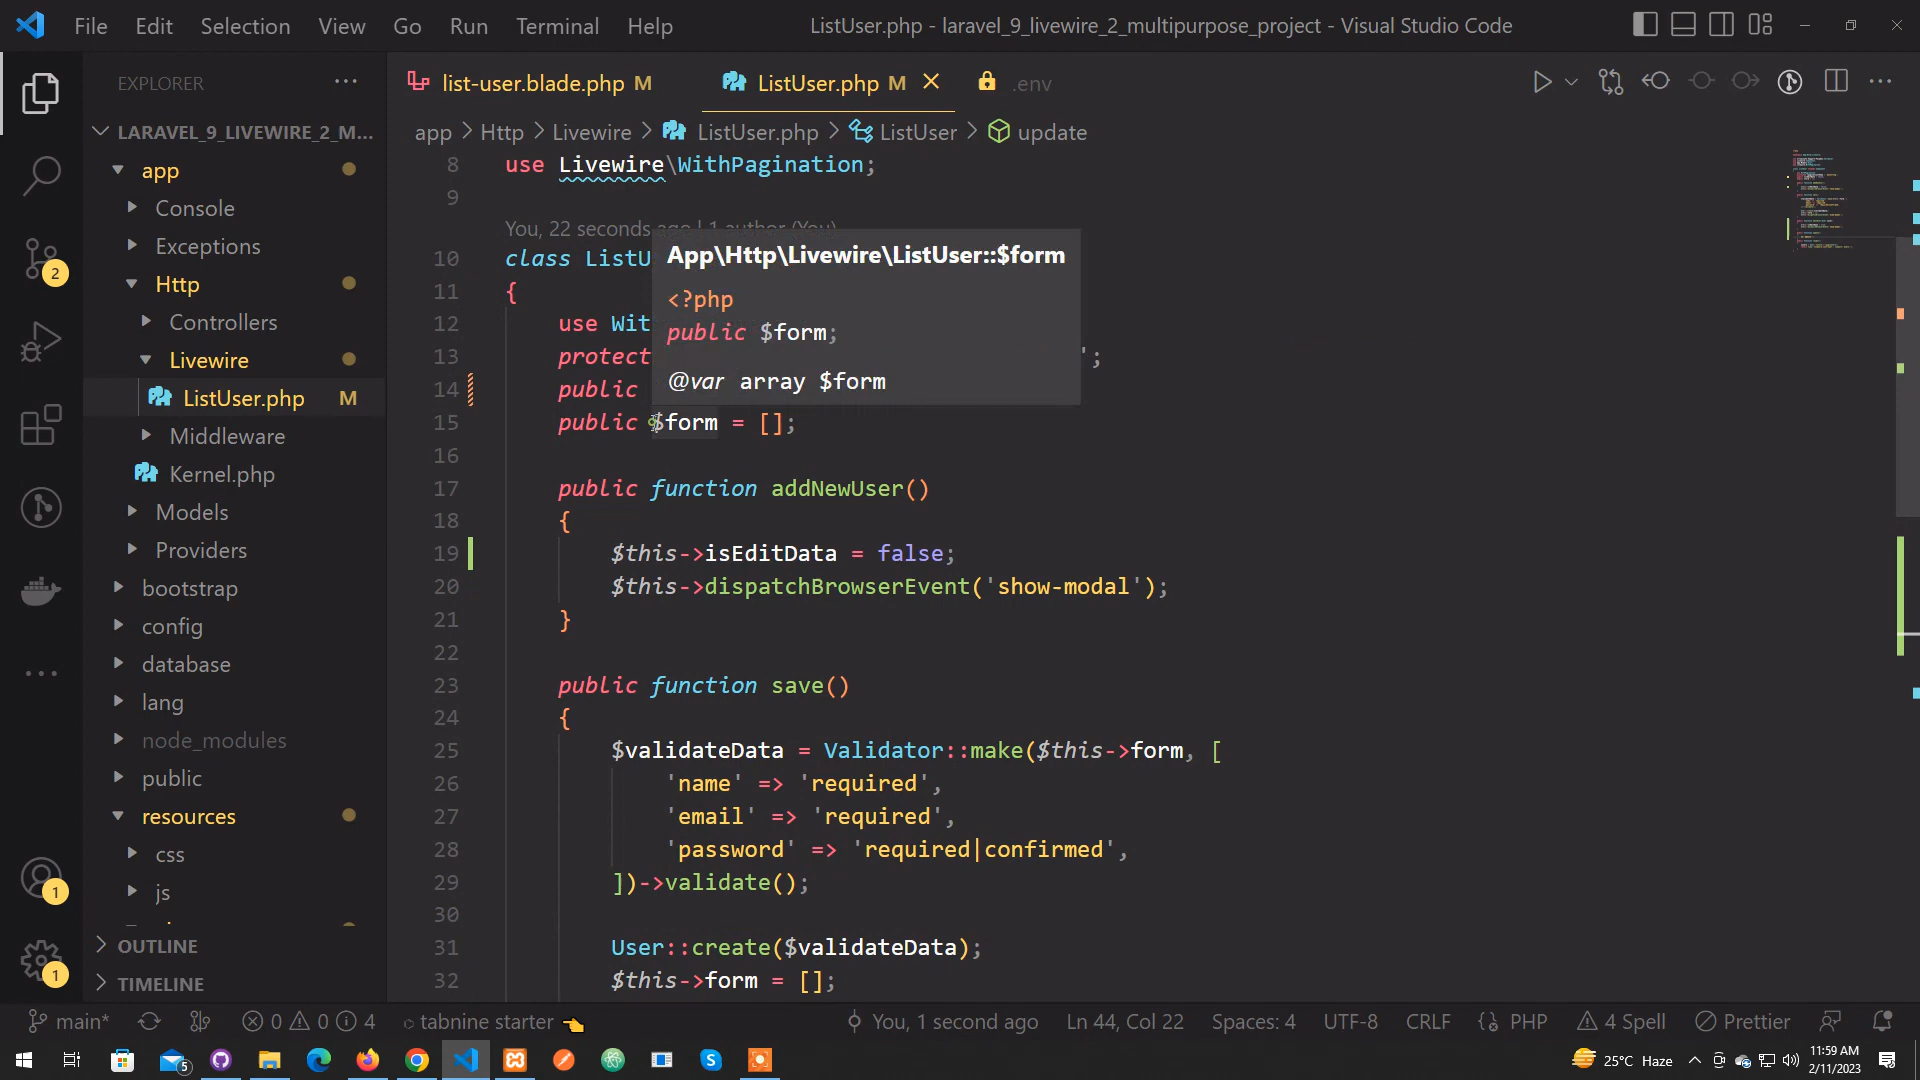 File Edit Selection View Go Run Terminal Help
ListUser.php - laravel_9_livewire_2_multipurpose_project - Visual Studio Code
EXPLORER
LARAVEL_9_LIVEWIRE_2_M...
app
Console
Exceptions
Http
Controllers
Livewire
ListUser.php M
Middleware
Kernel.php
Models
Providers
bootstrap
config
database
lang
node_modules
public
resources
css
js
OUTLINE
TIMELINE
2
1
1
list-user.blade.php M
ListUser.php M
.env
app > Http > Livewire > ListUser.php > ListUser > update
8 use Livewire\WithPagination;
9
You, 22 seconds ago | 1 author (You)
10 class ListU
11 {
12 use Wit
13 protect ';
14 public
15 public $form = [];
16
17 public function addNewUser()
18 {
19 $this->isEditData = false;
20 $this->dispatchBrowserEvent('show-modal');
21 }
22
23 public function save()
24 {
25 $validateData = Validator::make($this->form, [
26 'name' => 'required',
27 'email' => 'required',
28 'password' => 'required|confirmed',
29 ])->validate();
30
31 User::create($validateData);
32 $this->form = [];
App\Http\Livewire\ListUser::$form
<?php
public $form;
@var array $form
main* 0 0 4 tabnine starter You, 1 second ago Ln 44, Col 22 Spaces: 4 UTF-8 CRLF PHP 4 Spell Prettier
5
25°C Haze
11:59 AM
2/11/2023